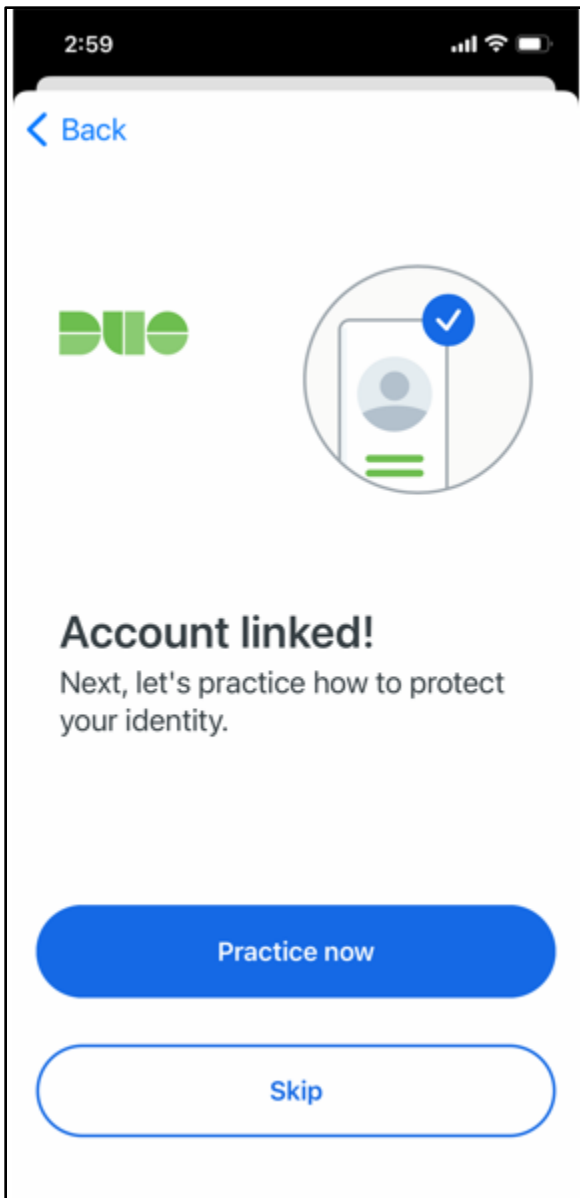 2:59
Back
DUO
Account linked!
Next, let's practice how to protect
your identity.
Practice now
Skip